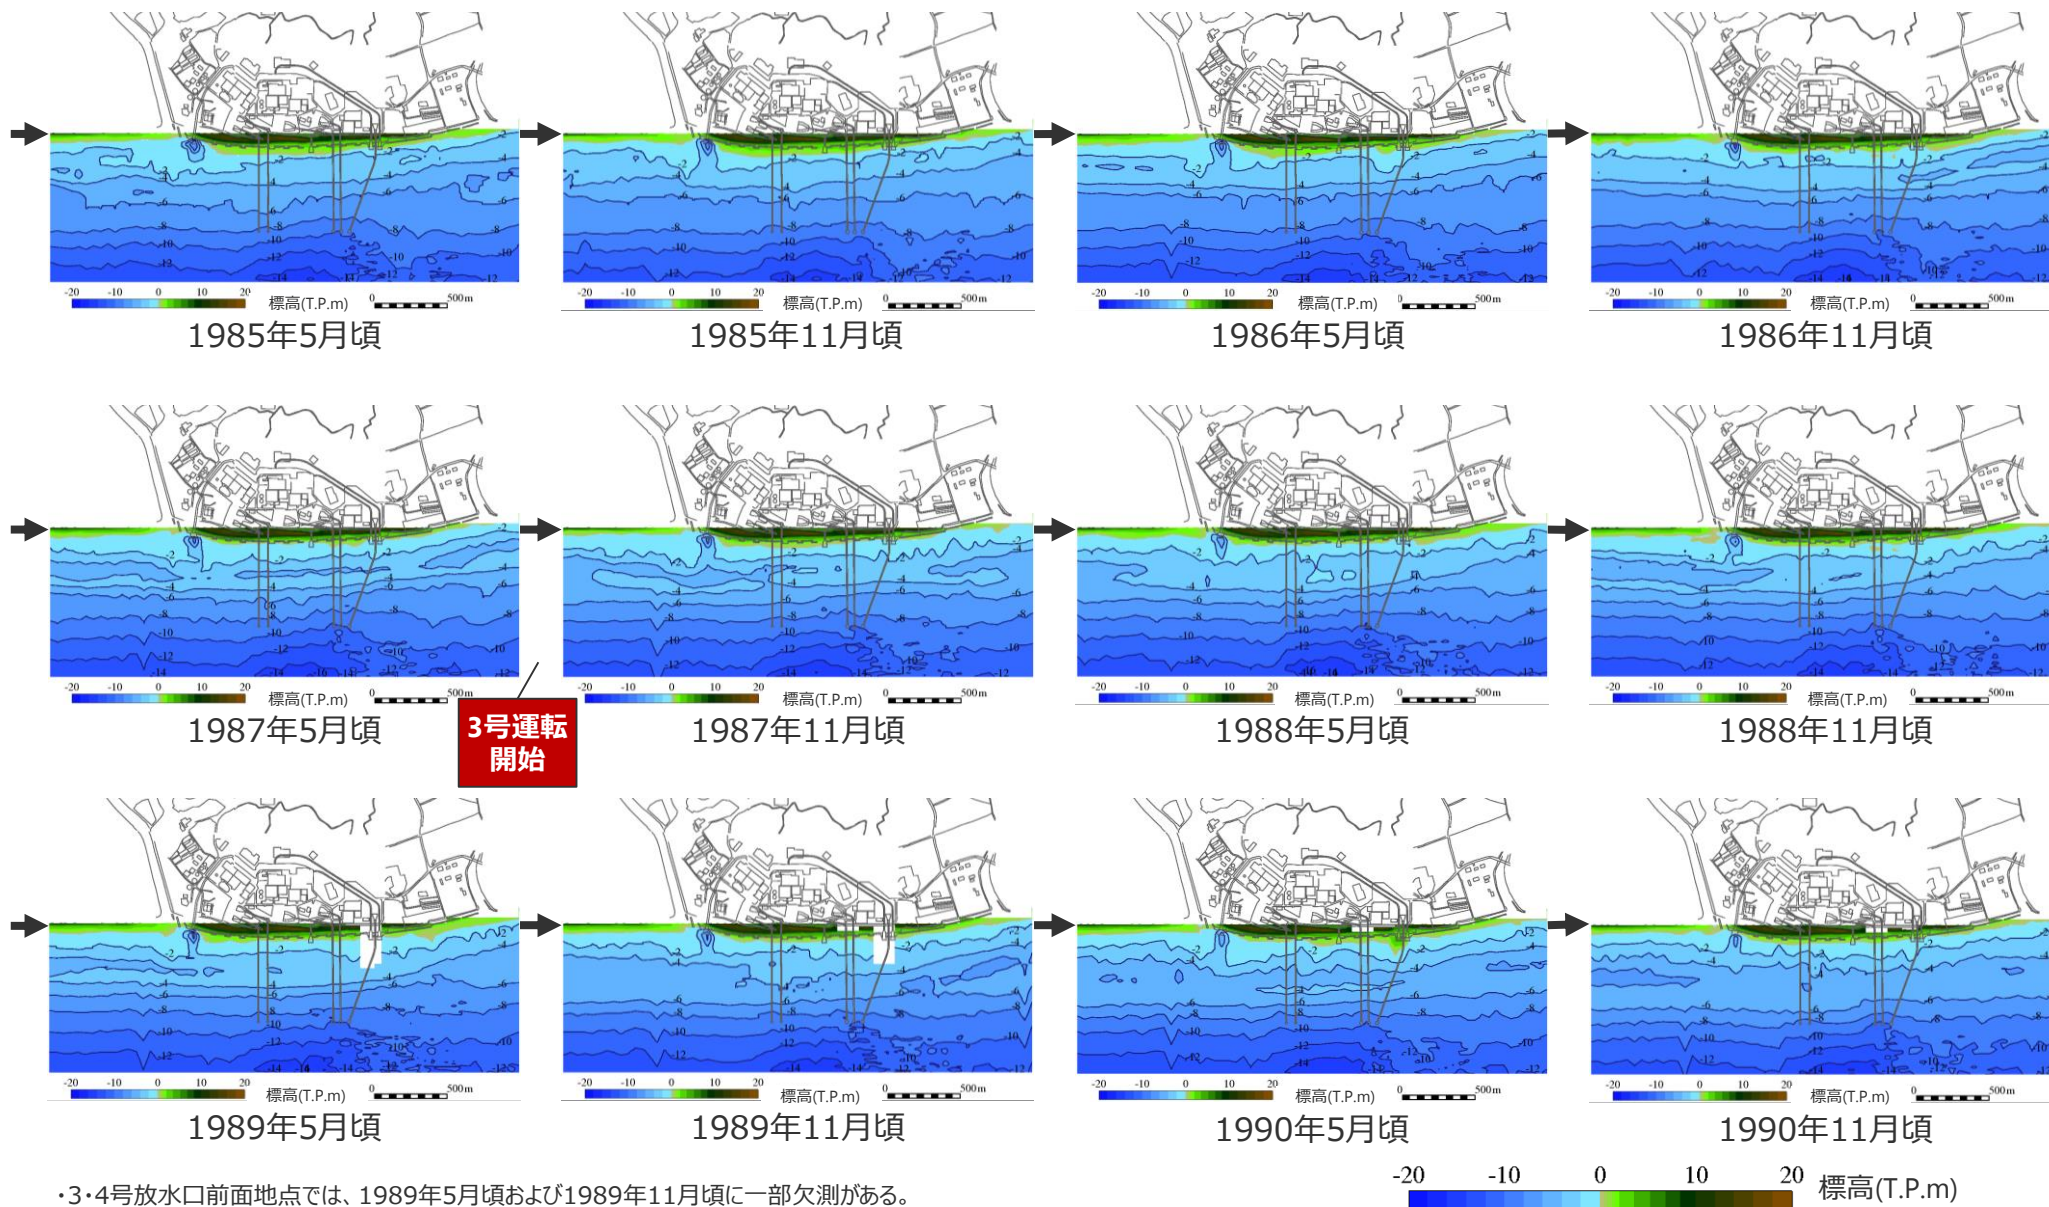 -20 -10 0 10 20 標高(T.P.m) 0 500m
1985年5月頃
-20 -10 0 10 20 標高(T.P.m) 0 500m
1985年11月頃
-20 -10 0 10 20 標高(T.P.m) 0 500m
1986年5月頃
-20 -10 0 10 20 標高(T.P.m) 0 500m
1986年11月頃
-20 -10 0 10 20 標高(T.P.m) 0 500m
1987年5月頃
3号運転
開始
-20 -10 0 10 20 標高(T.P.m) 0 500m
1987年11月頃
-20 -10 0 10 20 標高(T.P.m) 0 500m
1988年5月頃
-20 -10 0 10 20 標高(T.P.m) 0 500m
1988年11月頃
-20 -10 0 10 20 標高(T.P.m) 0 500m
1989年5月頃
-20 -10 0 10 20 標高(T.P.m) 0 500m
1989年11月頃
-20 -10 0 10 20 標高(T.P.m) 0 500m
1990年5月頃
-20 -10 0 10 20 標高(T.P.m) 0 500m
1990年11月頃
・3・4号放水口前面地点では、1989年5月頃および1989年11月頃に一部欠測がある。
-20 -10 0 10 20 標高(T.P.m)